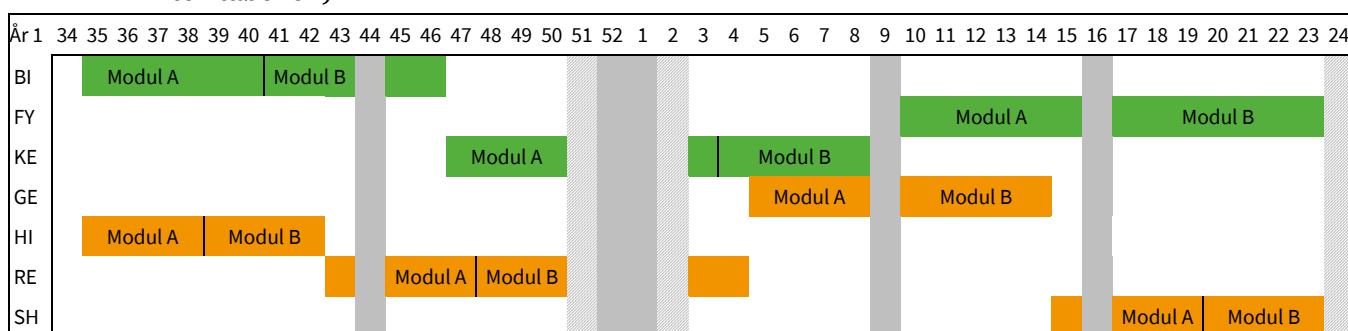 År 1 34 35 36 37 38 39 40 41 42 43 44 45 46 47 48 49 50 51 52 1 2 3 4 5 6 7 8 9 10 11 12 13 14 15 16 17 18 19 20 21 22 23 24
BI Modul A Modul B
FY Modul A Modul B
KE Modul A Modul B
GE Modul A Modul B
HI Modul A Modul B
RE Modul A Modul B
SH Modul A Modul B